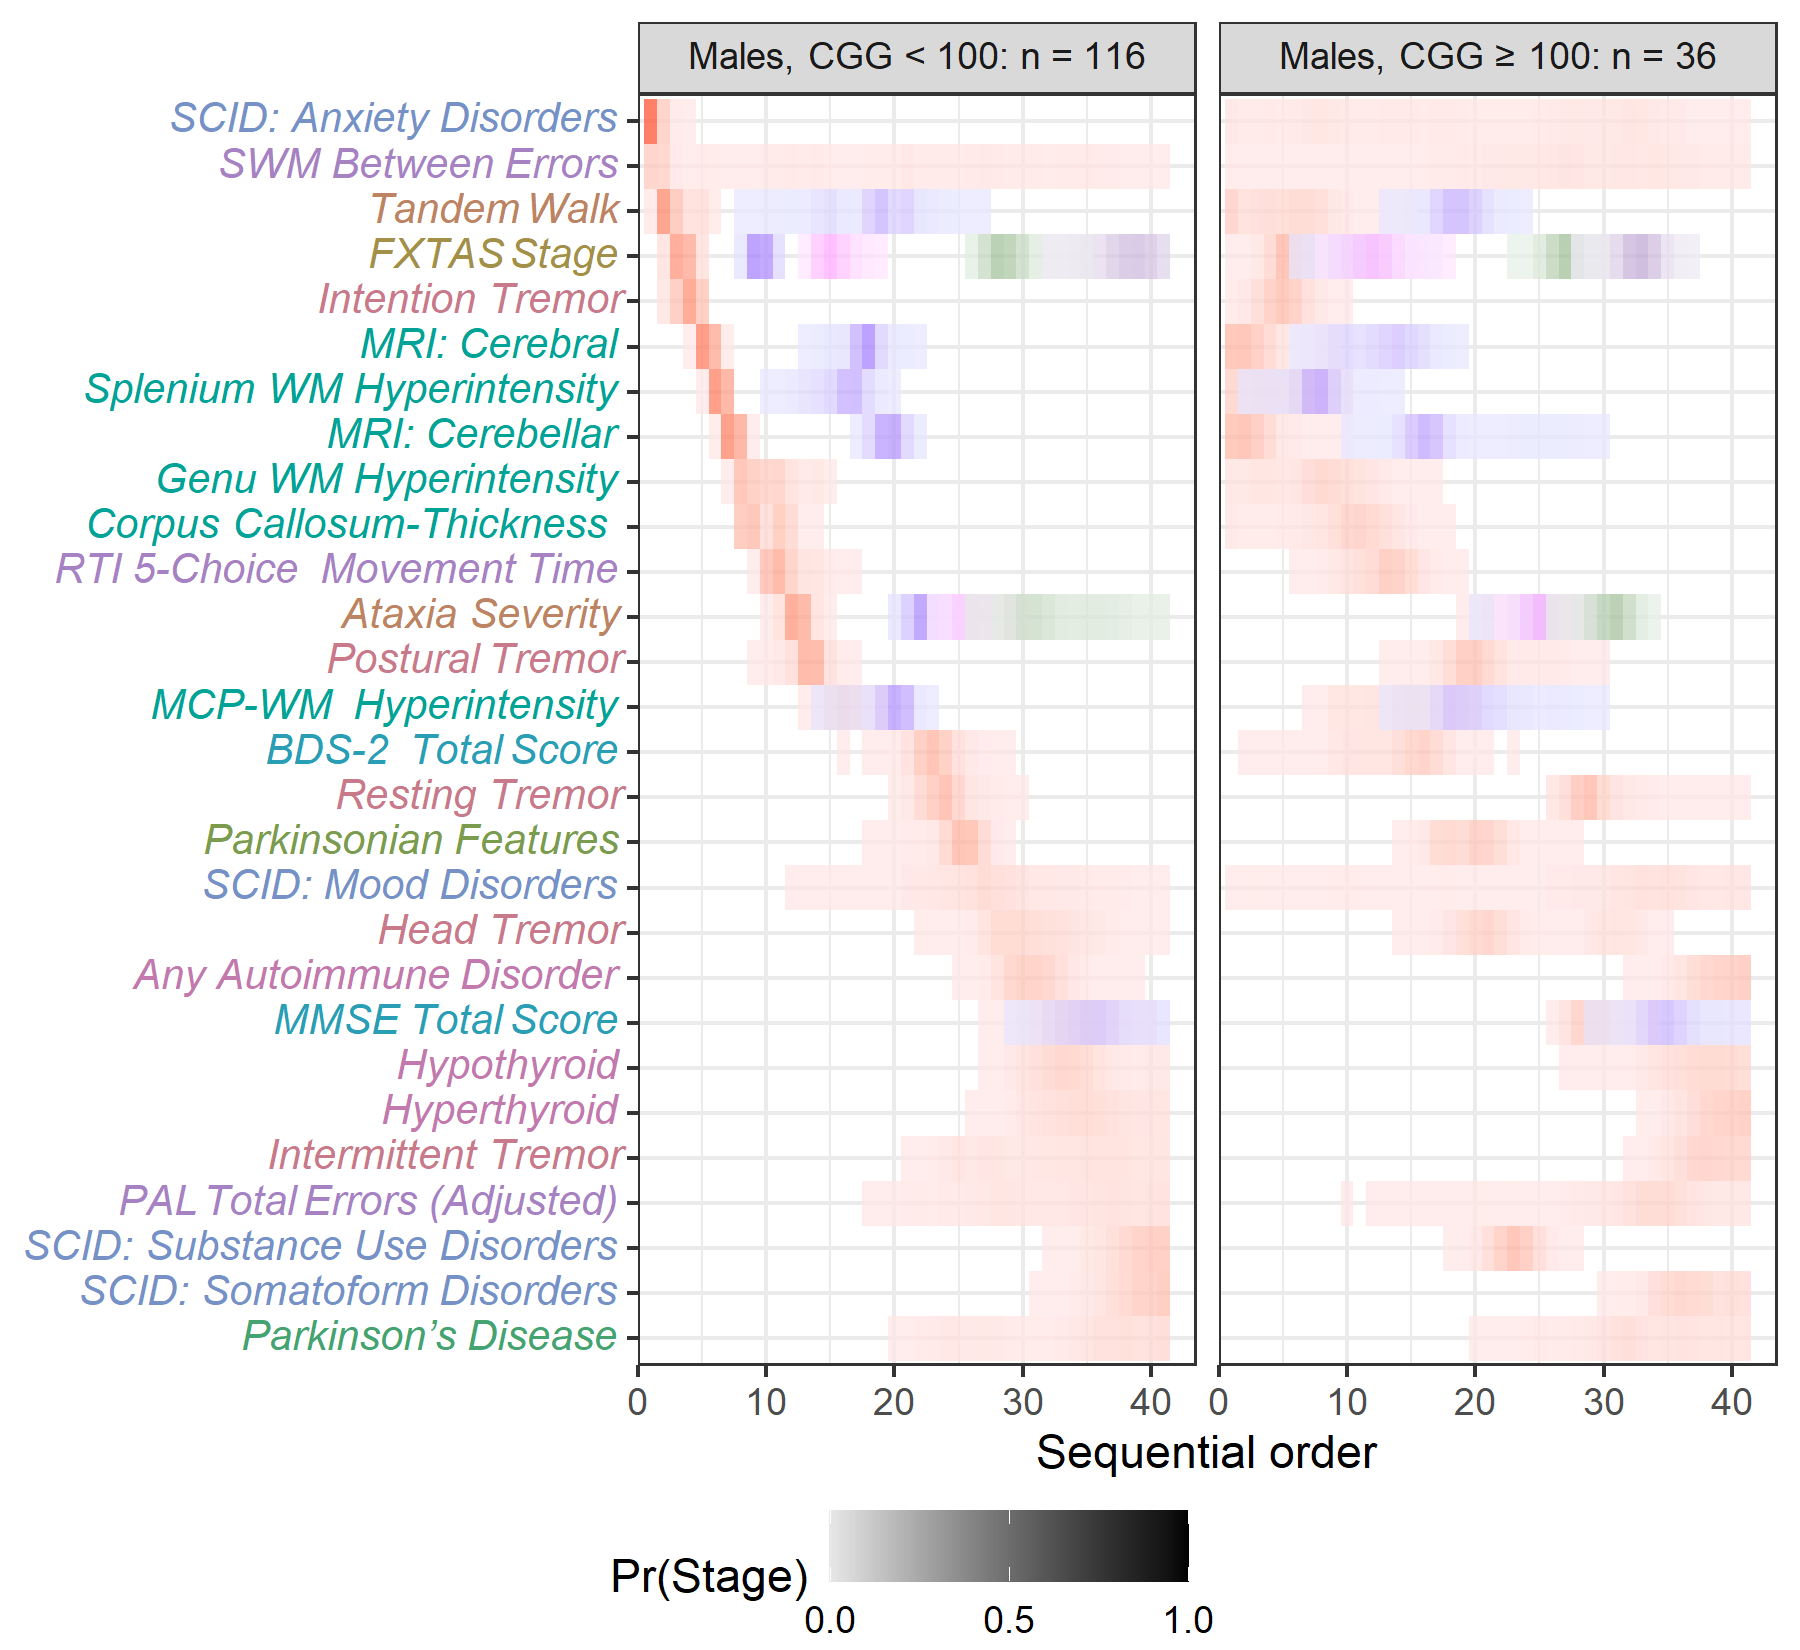 Males, CGG < 100: n = 116
Males, CGG ≥ 100: n = 36
SCID: Anxiety Disorders
SWM Between Errors
Tandem Walk
FXTAS Stage
Intention Tremor
MRI: Cerebral
Splenium WM Hyperintensity
MRI: Cerebellar
Genu WM Hyperintensity
Corpus Callosum-Thickness
RTI 5-Choice Movement Time
Ataxia Severity
Postural Tremor
MCP-WM Hyperintensity
BDS-2 Total Score
Resting Tremor
Parkinsonian Features
SCID: Mood Disorders
Head Tremor
Any Autoimmune Disorder
MMSE Total Score
Hypothyroid
Hyperthyroid
Intermittent Tremor
PAL Total Errors (Adjusted)
SCID: Substance Use Disorders
SCID: Somatoform Disorders
Parkinson's Disease
0 10 20 30 40 0 10 20 30 40
Sequential order
Pr(Stage)
0.0 0.5 1.0